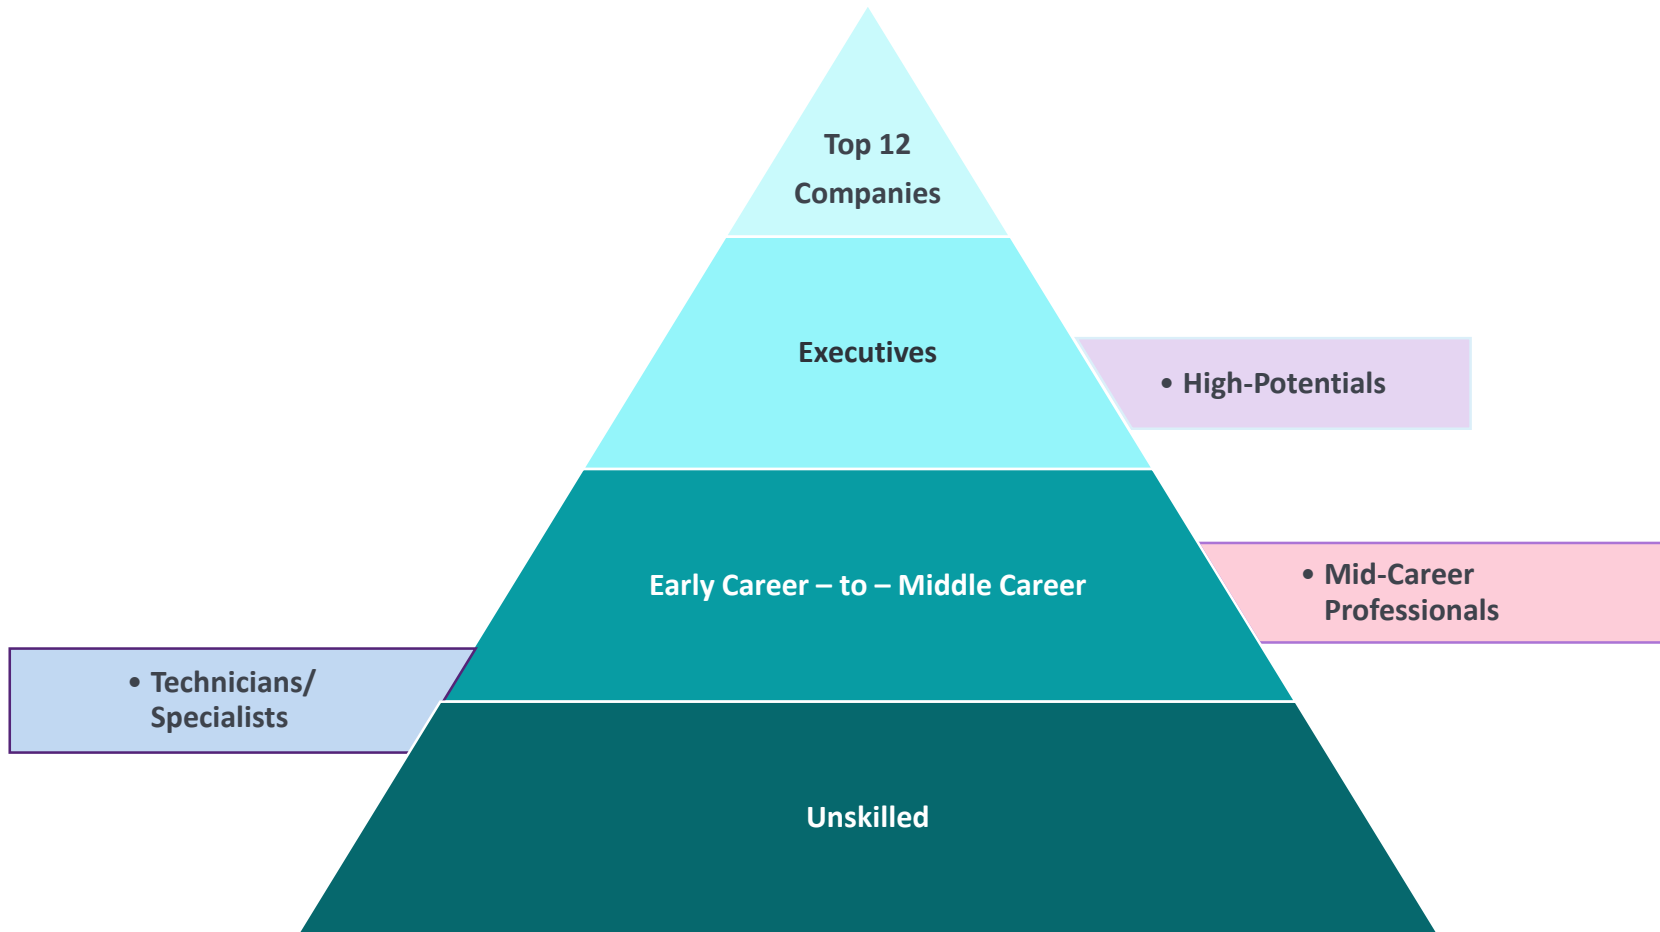 Top 12
Companies
Executives
• High-Potentials
Early Career – to – Middle Career
• Mid-Career
Professionals
• Technicians/
Specialists
Unskilled